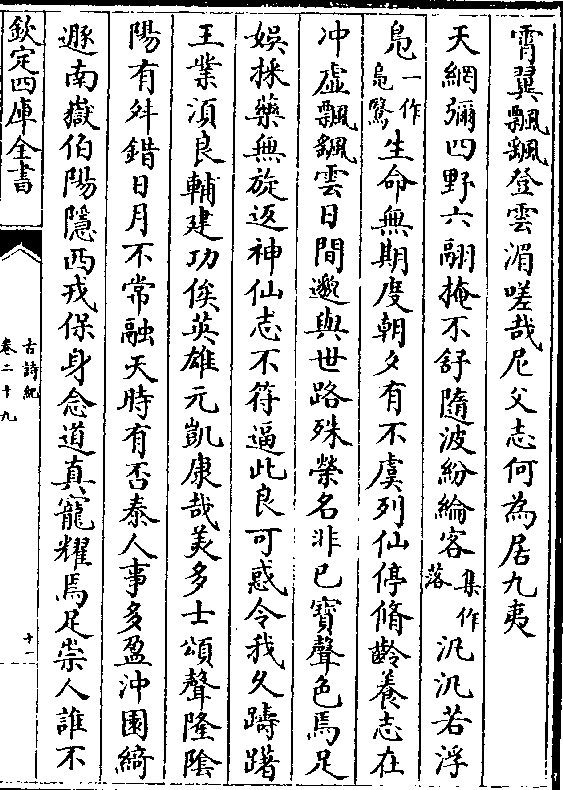 霄翼飄飄登雲湄嗟哉尼父志何為居九夷
天網彌四野六翮掩不舒隨波紛綸客集作落汎汎若浮
鳧一作鳧鷖生命無期度朝夕有不虞列仙停脩齡養志在
冲虛飄飖雲日間邈與世路殊榮名非已寳聲色焉足
娯採藥無旋返神仙志不符逼此良可惑令我久躊躇
王業湏良輔建功俟英雄元凱康哉美多士頌聲隆隂
陽有舛錯日月不常融天時有否泰人事多盈沖園綺
遯南嶽伯陽隱西戎保身念道真寵耀焉足崇人誰不
欽定四庫全書
古詩紀
卷二十九
十一